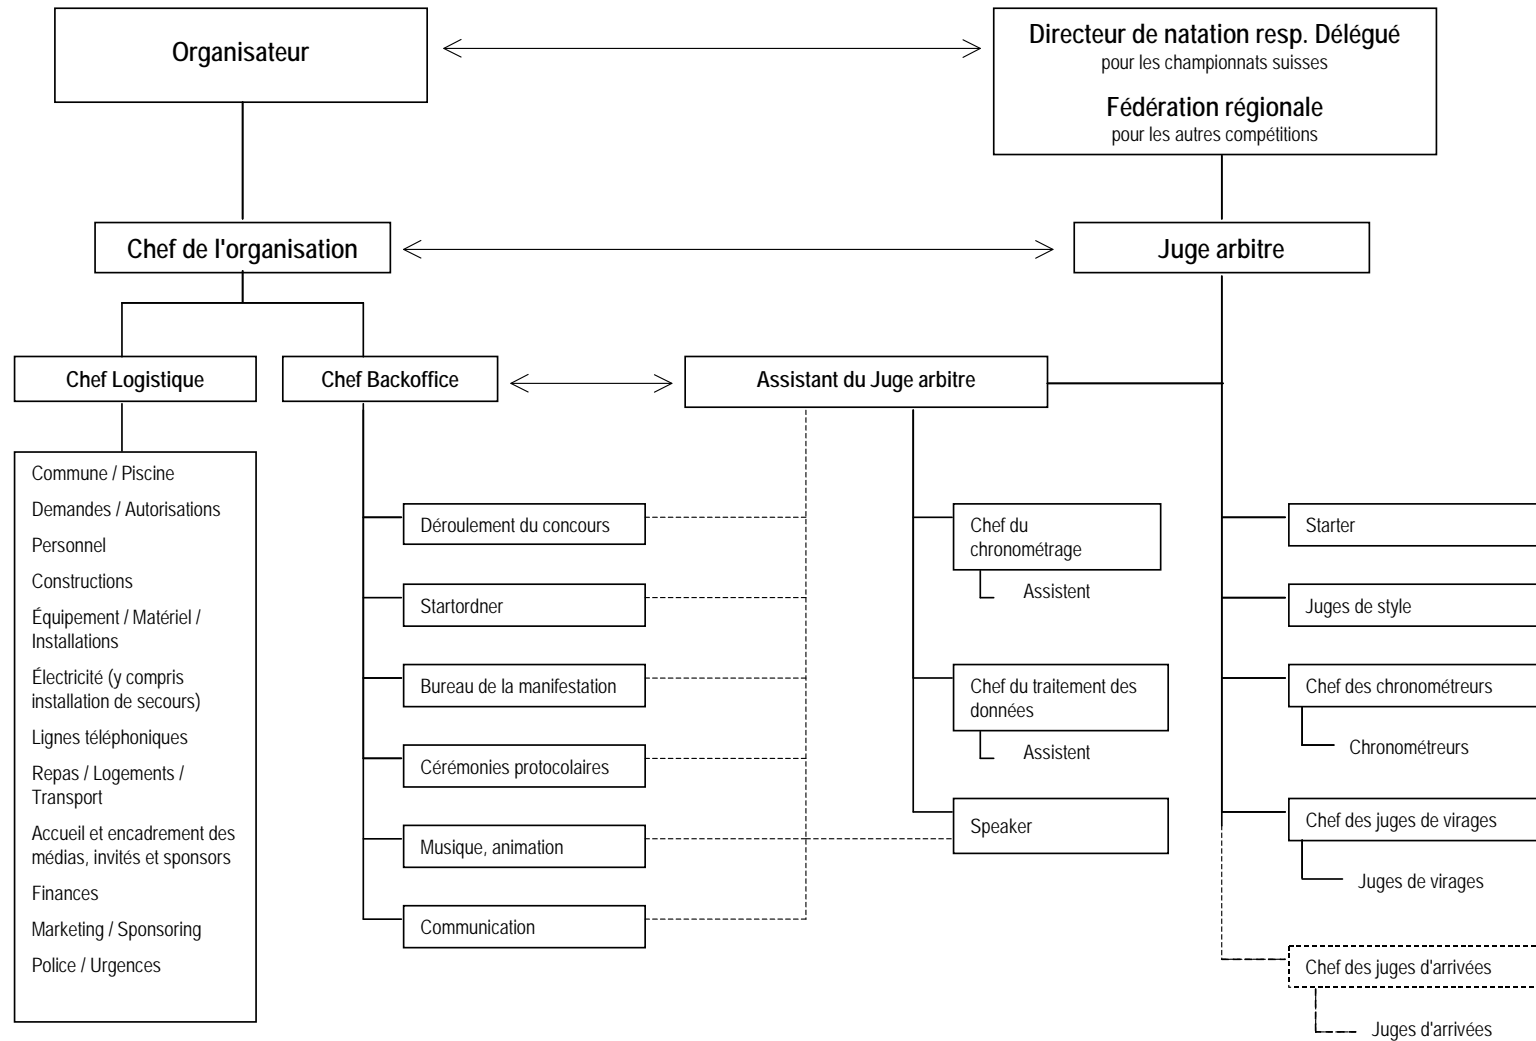 Organisateur
Directeur de natation resp. Délégué
pour les championnats suisses
Fédération régionale
pour les autres compétitions
Chef de l'organisation
Juge arbitre
Chef Logistique
Chef Backoffice
Assistant du Juge arbitre
Commune / Piscine
Demandes / Autorisations
Personnel
Constructions
Équipement / Matériel /
Installations
Électricité (y compris
installation de secours)
Lignes téléphoniques
Repas / Logements /
Transport
Accueil et encadrement des
médias, invités et sponsors
Finances
Marketing / Sponsoring
Police / Urgences
Déroulement du concours
Startordner
Bureau de la manifestation
Cérémonies protocolaires
Musique, animation
Communication
Chef du
chronométrage
Assistent
Chef du traitement des
données
Assistent
Speaker
Starter
Juges de style
Chef des chronométreurs
Chronométreurs
Chef des juges de virages
Juges de virages
Chef des juges d'arrivées
Juges d'arrivées